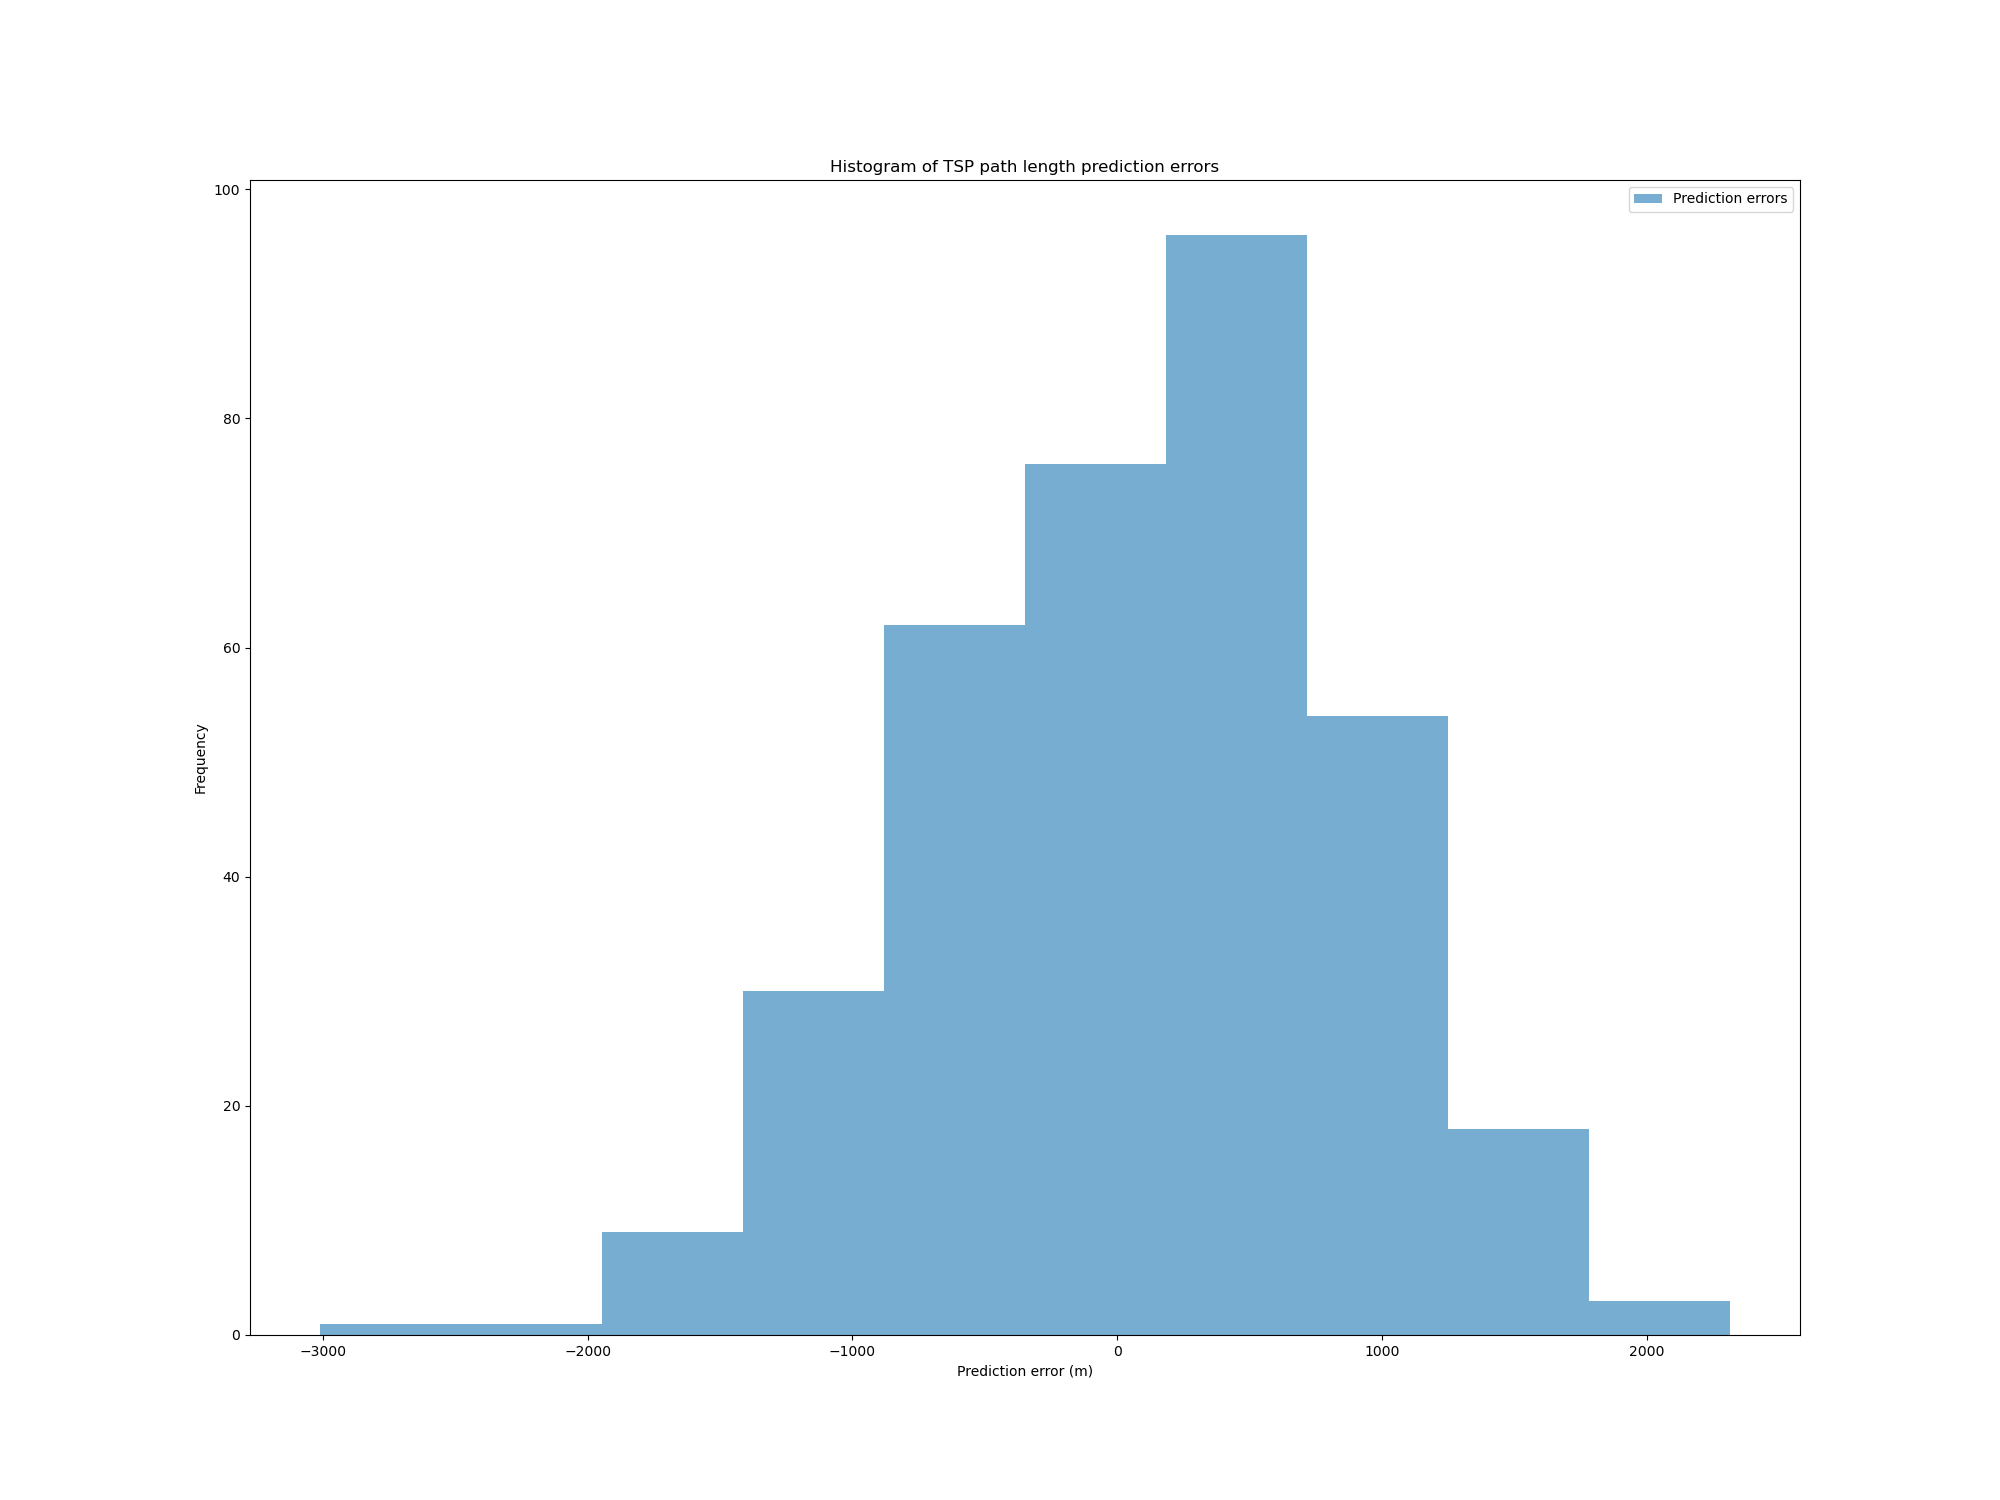 Histogram of TSP path length prediction errors
Prediction errors
100
80
60
40
20
0
Frequency
−3000 −2000 −1000 0 1000 2000
Prediction error (m)